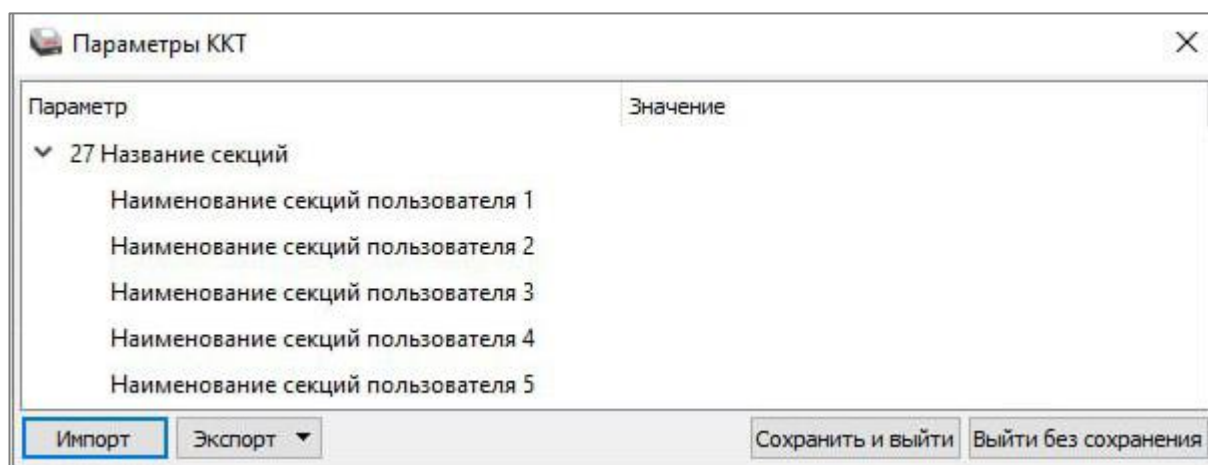 Параметры ККТ
Параметр Значение
27 Название секций
Наименование секций пользователя 1
Наименование секций пользователя 2
Наименование секций пользователя 3
Наименование секций пользователя 4
Наименование секций пользователя 5
Импорт Экспорт Сохранить и выйти Выйти без сохранения